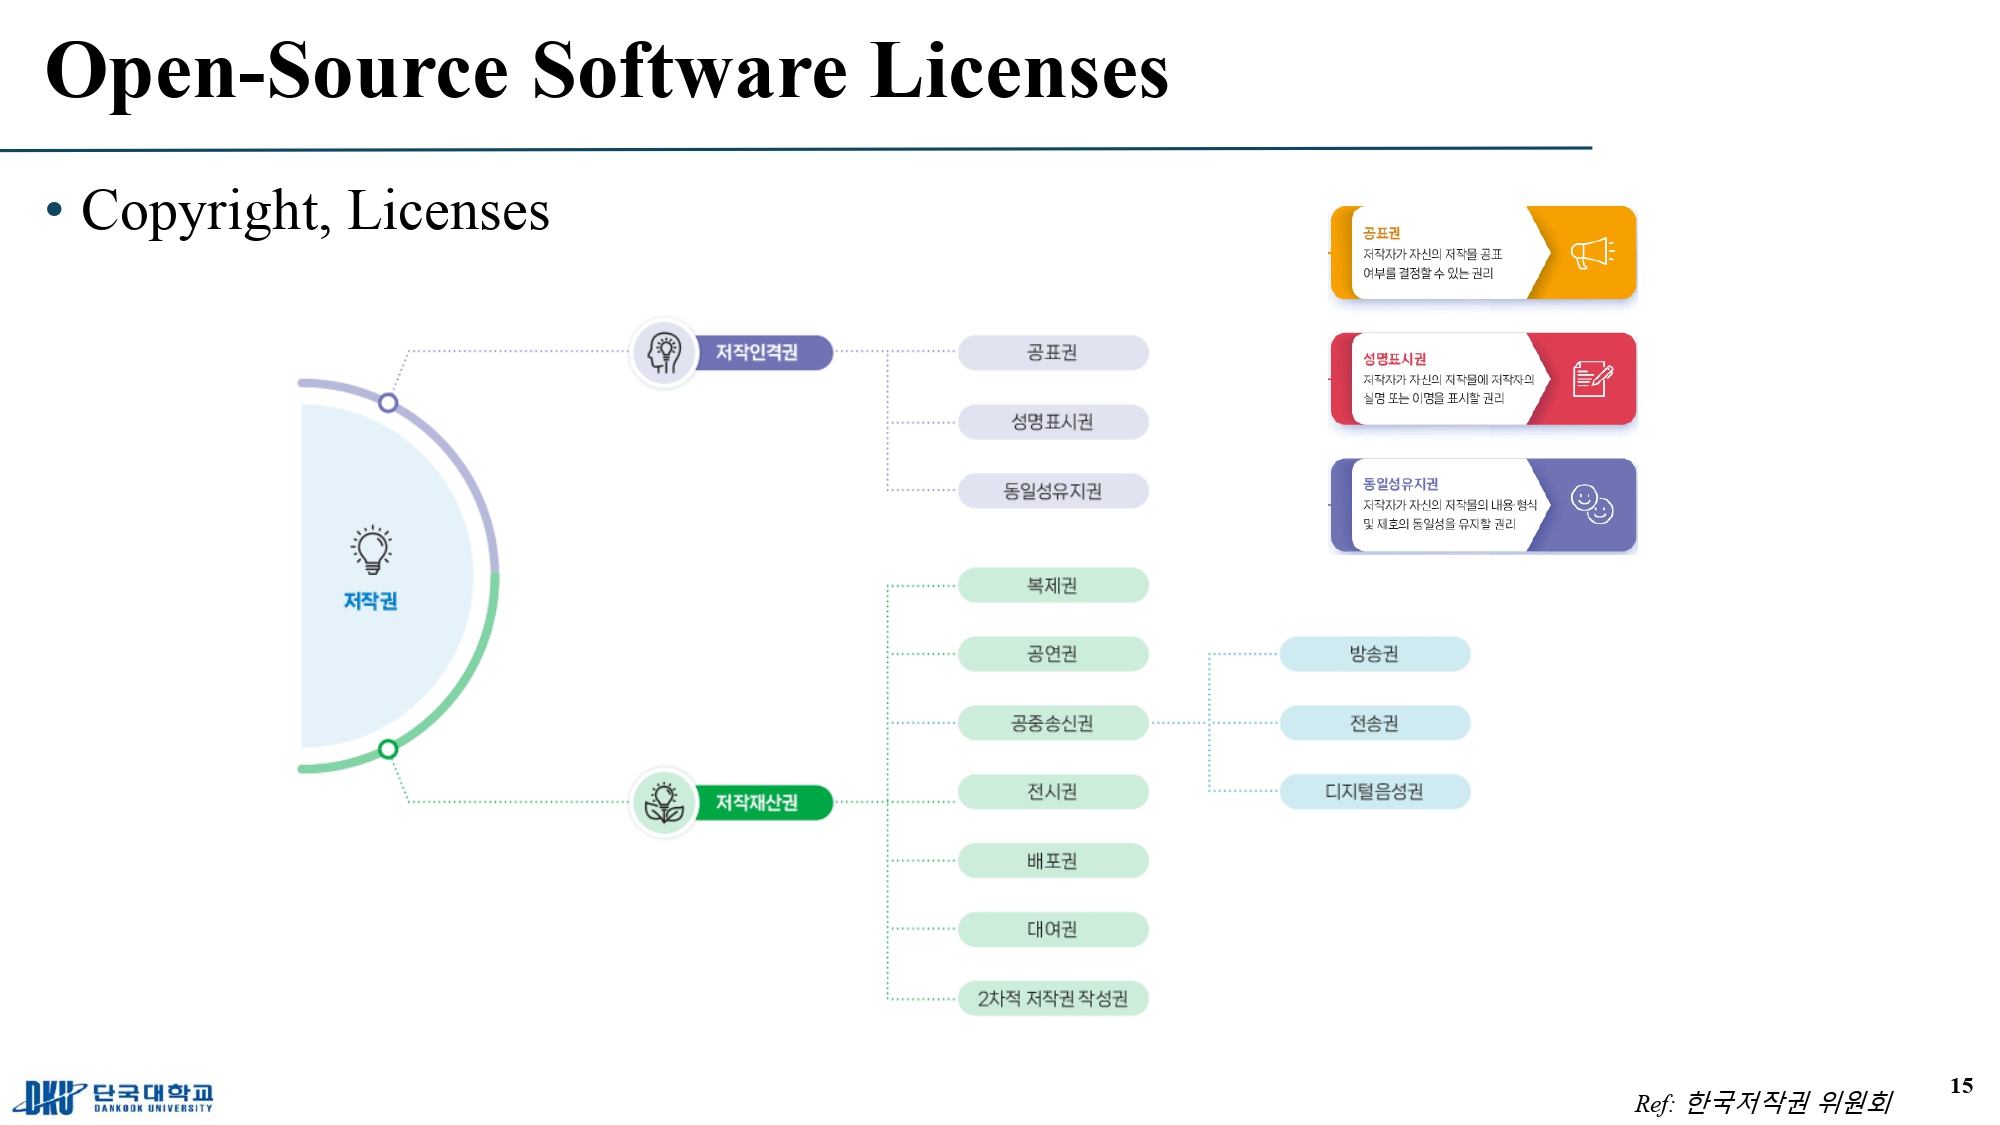 Open-Source Software Licenses
• Copyright, Licenses
공표권
저작자가 자신의 저작물 공표
여부를 결정할 수 있는 권리
성명표시권
저작자가 자신의 저작물에 저작자의
실명 또는 이명을 표시할 권리
동일성유지권
저작자가 자신의 저작물의 내용·형식
및 제호의 동일성을 유지할 권리
저작권
저작인격권
공표권
성명표시권
동일성유지권
저작재산권
복제권
공연권
공중송신권
방송권
전송권
디지털음성권
전시권
배포권
대여권
2차적 저작권 작성권
DKU 단국대학교
DANKOOK UNIVERSITY
Ref: 한국저작권 위원회
15